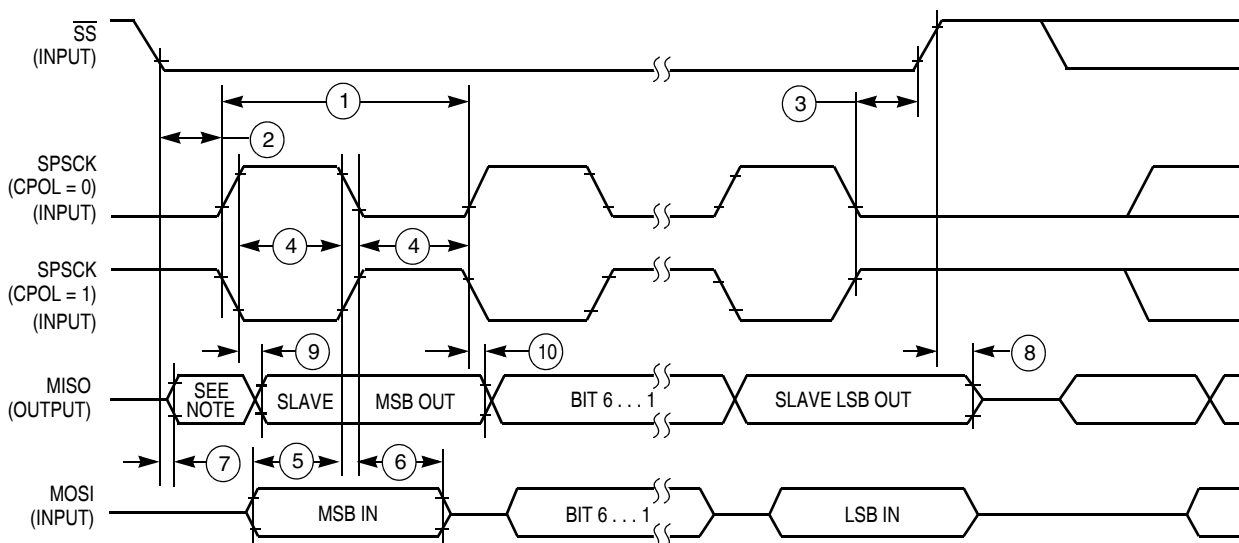 SS
(INPUT)
1
3
2
SPSCK
(CPOL = 0)
(INPUT)
4
4
SPSCK
(CPOL = 1)
(INPUT)
9
10
8
MISO
(OUTPUT)
SEE
NOTE
SLAVE
MSB OUT
BIT 6 . . . 1
SLAVE LSB OUT
7
5
6
MOSI
(INPUT)
MSB IN
BIT 6 . . . 1
LSB IN